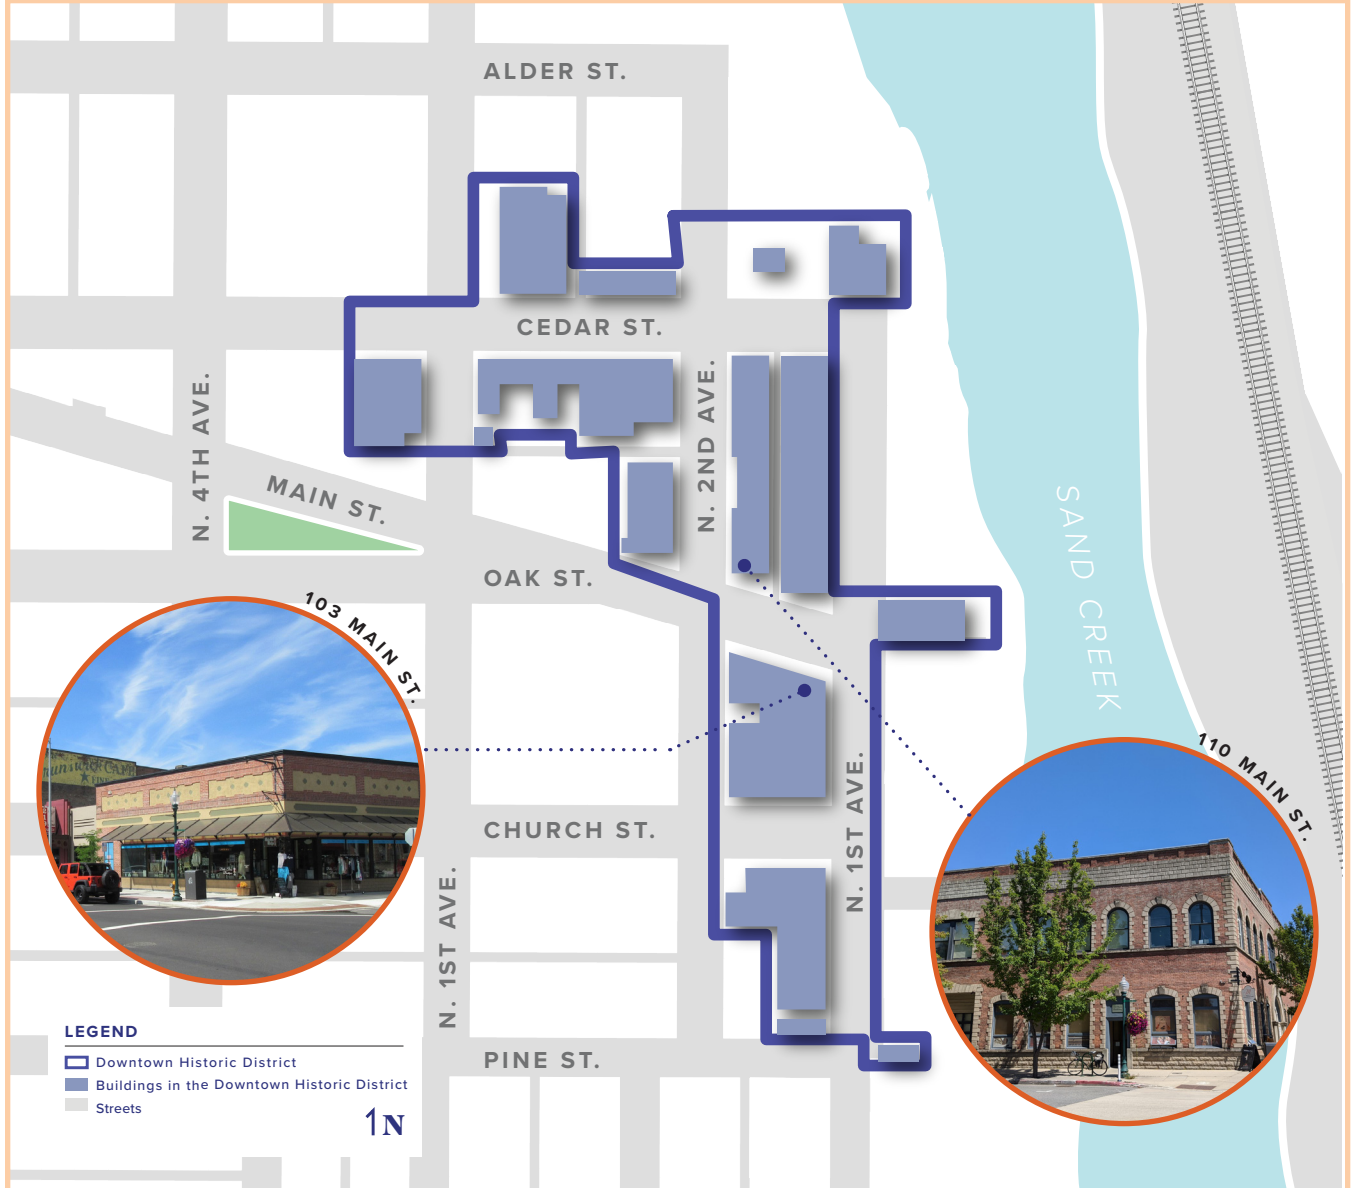 ALDER ST.
CEDAR ST.
N. 4TH AVE.
N. 2ND AVE.
MAIN ST.
SAND CREEK
OAK ST.
103 MAIN ST.
110 MAIN ST.
N. 1ST AVE.
CHURCH ST.
N. 1ST AVE.
PINE ST.
LEGEND
Downtown Historic District
Buildings in the Downtown Historic District
Streets
N